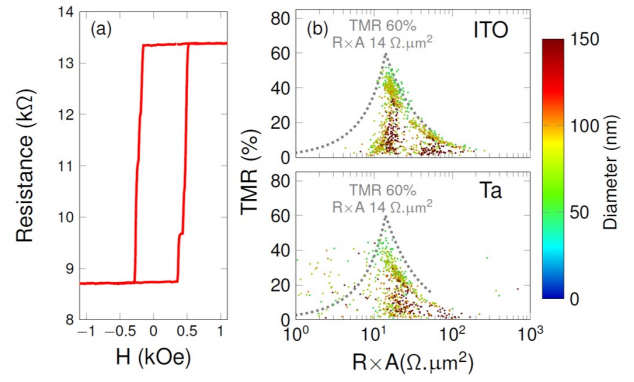 (a)
Resistance (kΩ)
14
13
12
11
10
9
8
−1 −0.5 0 0.5 1
H (kOe)
(b)
TMR 60%
R×A 14 Ω.μm²
ITO
80
60
40
20
0
TMR (%)
TMR 60%
R×A 14 Ω.μm²
Ta
80
60
40
20
0
10⁰ 10¹ 10² 10³
R×A(Ω.μm²)
150
100
50
0
Diameter (nm)